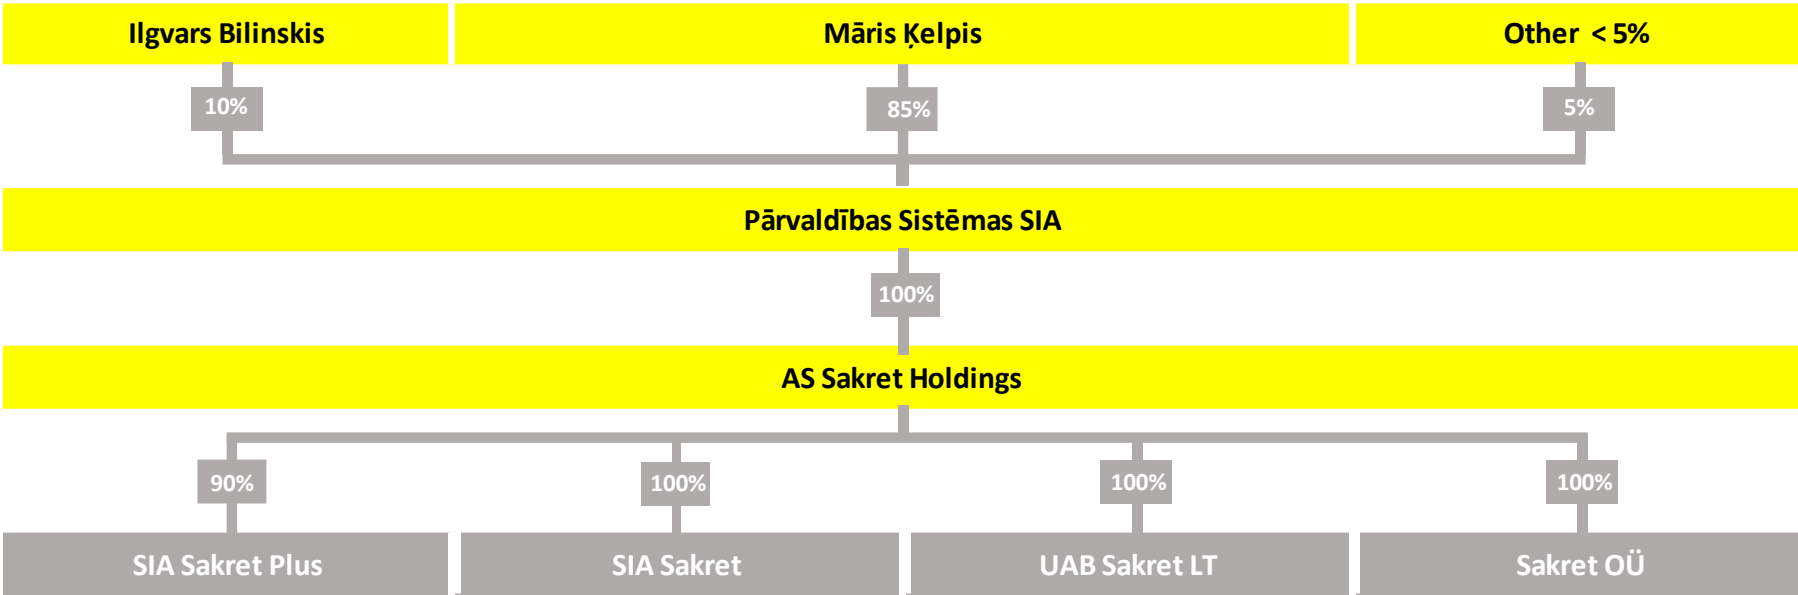 Ilgvars Bilinskis
Māris Ķelpis
Other < 5%
10%
85%
5%
Pārvaldības Sistēmas SIA
100%
AS Sakret Holdings
90%
100%
100%
100%
SIA Sakret Plus
SIA Sakret
UAB Sakret LT
Sakret OÜ